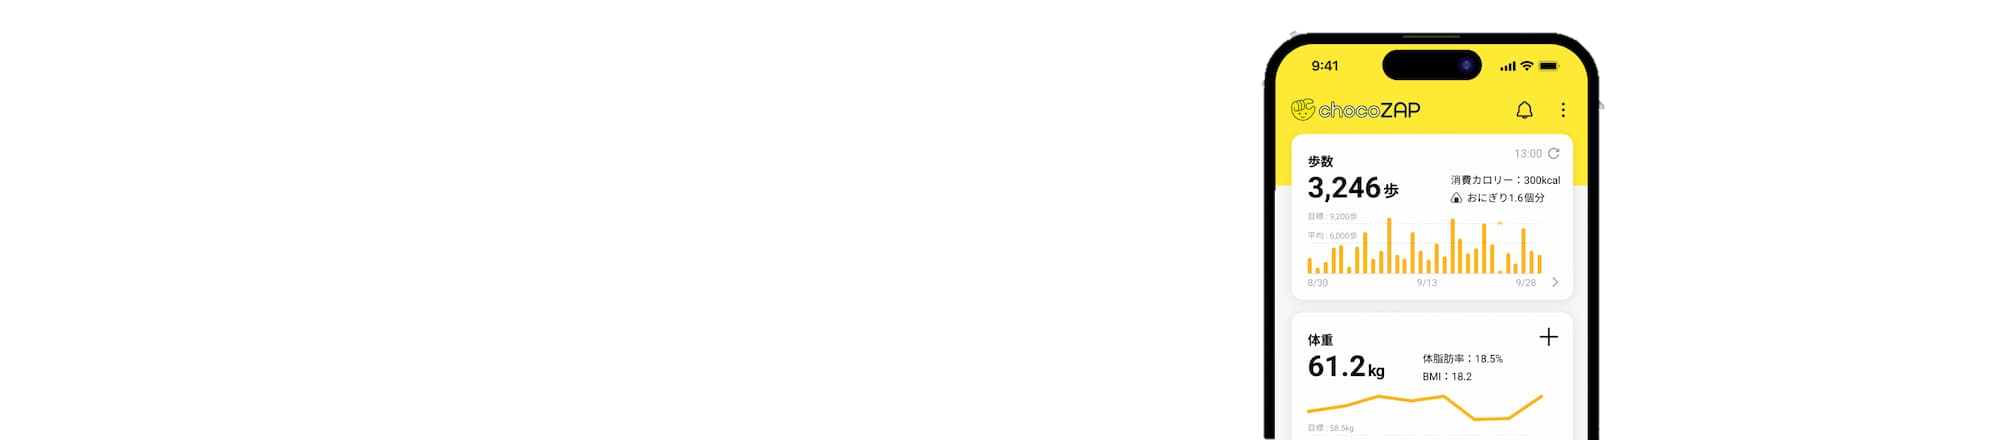 9:41
chocoZAP
13:00
歩数
3,246歩
消費カロリー：300kcal
おにぎり1.6個分
目標 : 9,200歩
平均 : 6,000歩
8/30 9/13 9/28
体重
61.2kg
体脂肪率：18.5%
BMI：18.2
目標 : 58.5kg